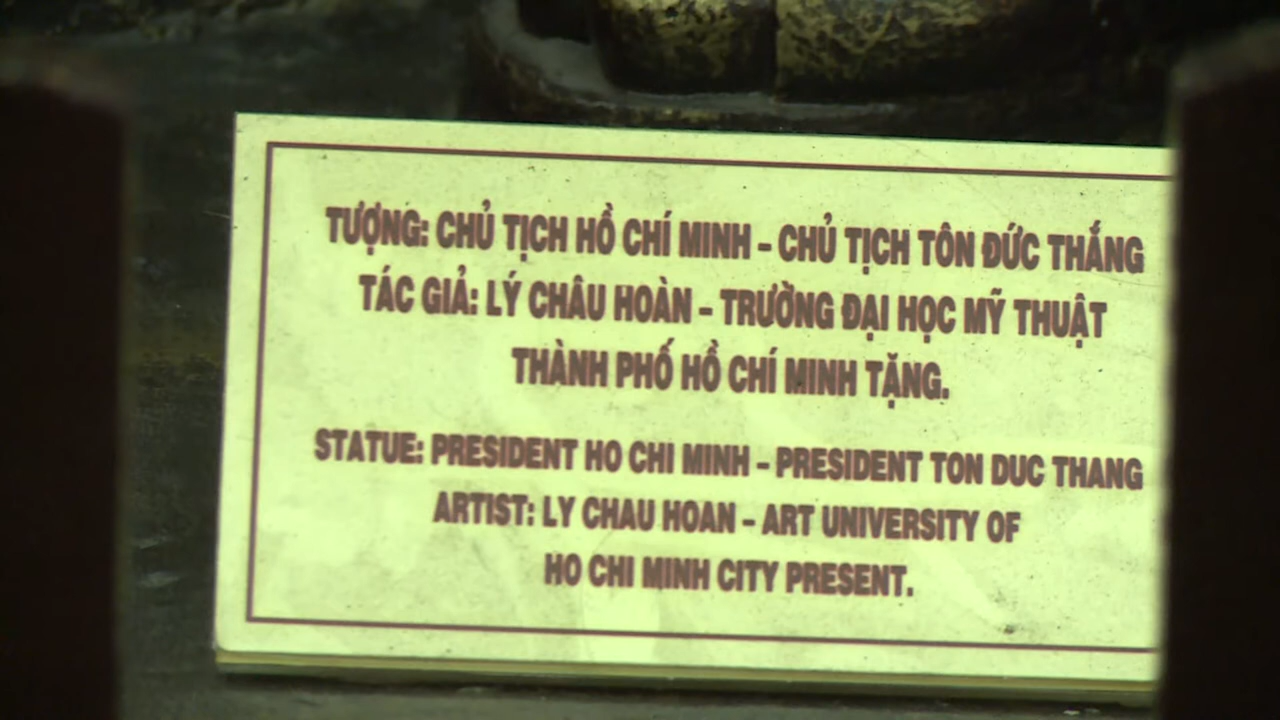 TƯỢNG: CHỦ TỊCH HỒ CHÍ MINH – CHỦ TỊCH TÔN ĐỨC THẮNG
TÁC GIẢ: LÝ CHÂU HOÀN – TRƯỜNG ĐẠI HỌC MỸ THUẬT
THÀNH PHỐ HỒ CHÍ MINH TẶNG.
STATUE: PRESIDENT HO CHI MINH – PRESIDENT TON DUC THANG
ARTIST: LY CHAU HOAN – ART UNIVERSITY OF
HO CHI MINH CITY PRESENT.